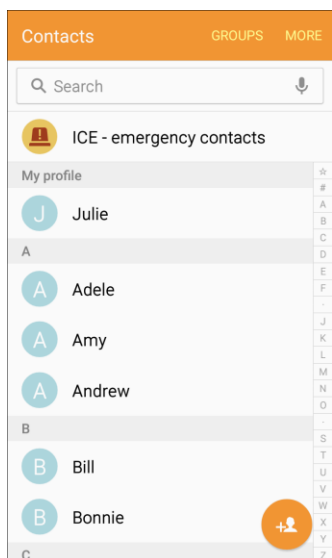 Contacts GROUPS MORE
Search
ICE - emergency contacts
My profile
J Julie
A
A Adele
A Amy
A Andrew
B
B Bill
B Bonnie
C
☆
#
A
B
C
D
E
F
·
J
K
L
M
N
O
·
S
T
U
V
W
X
Y
Z